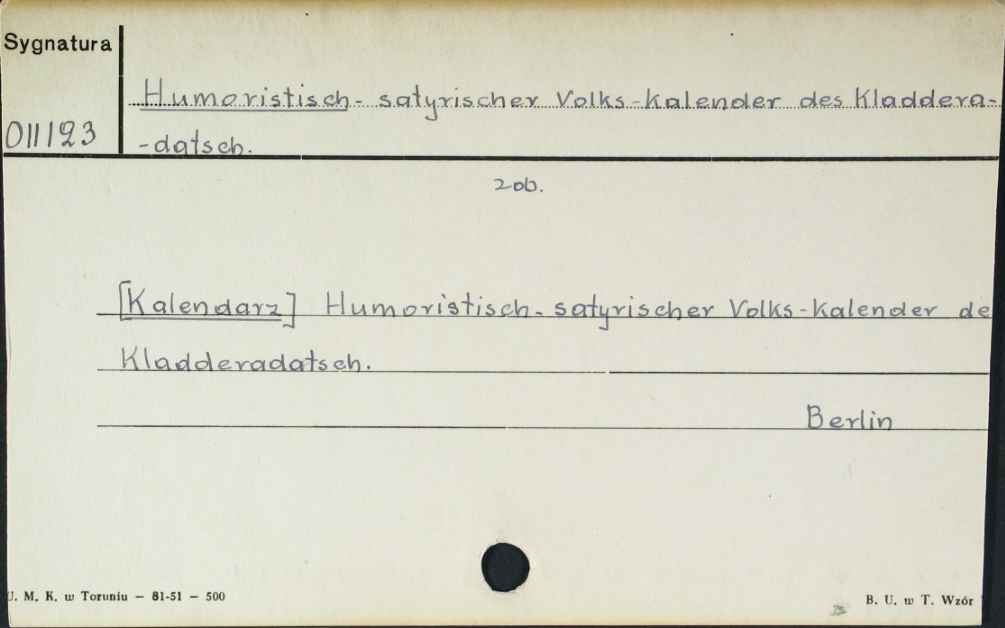 Sygnatura
Humoristisch - satyrischer Volks - Kalender des Kladdera-
011123
- datsch.
zob.
[Kalendarz] Humoristisch - satyrischer Volks - Kalender de
Kladderadatsch.
Berlin
U. M. K. w Toruniu — 81-51 — 500
B. U. w T. Wzór